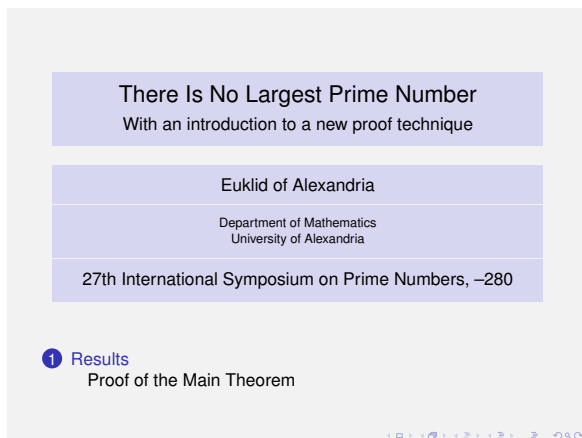 There Is No Largest Prime Number
With an introduction to a new proof technique
Euklid of Alexandria
Department of Mathematics
University of Alexandria
27th International Symposium on Prime Numbers, –280
1 Results
Proof of the Main Theorem